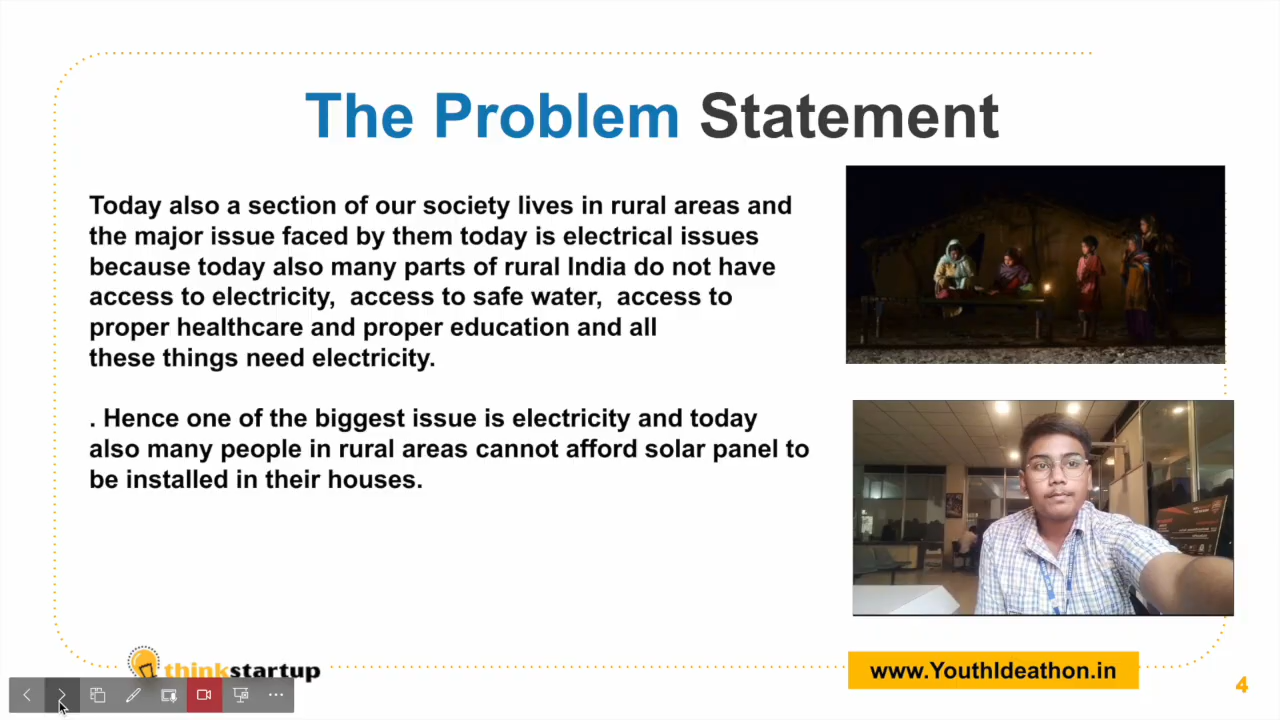 The Problem Statement
Today also a section of our society lives in rural areas and
the major issue faced by them today is electrical issues
because today also many parts of rural India do not have
access to electricity,  access to safe water,  access to
proper healthcare and proper education and all
these things need electricity.
. Hence one of the biggest issue is electricity and today
also many people in rural areas cannot afford solar panel to
be installed in their houses.
thinkstartup
www.YouthIdeathon.in
4